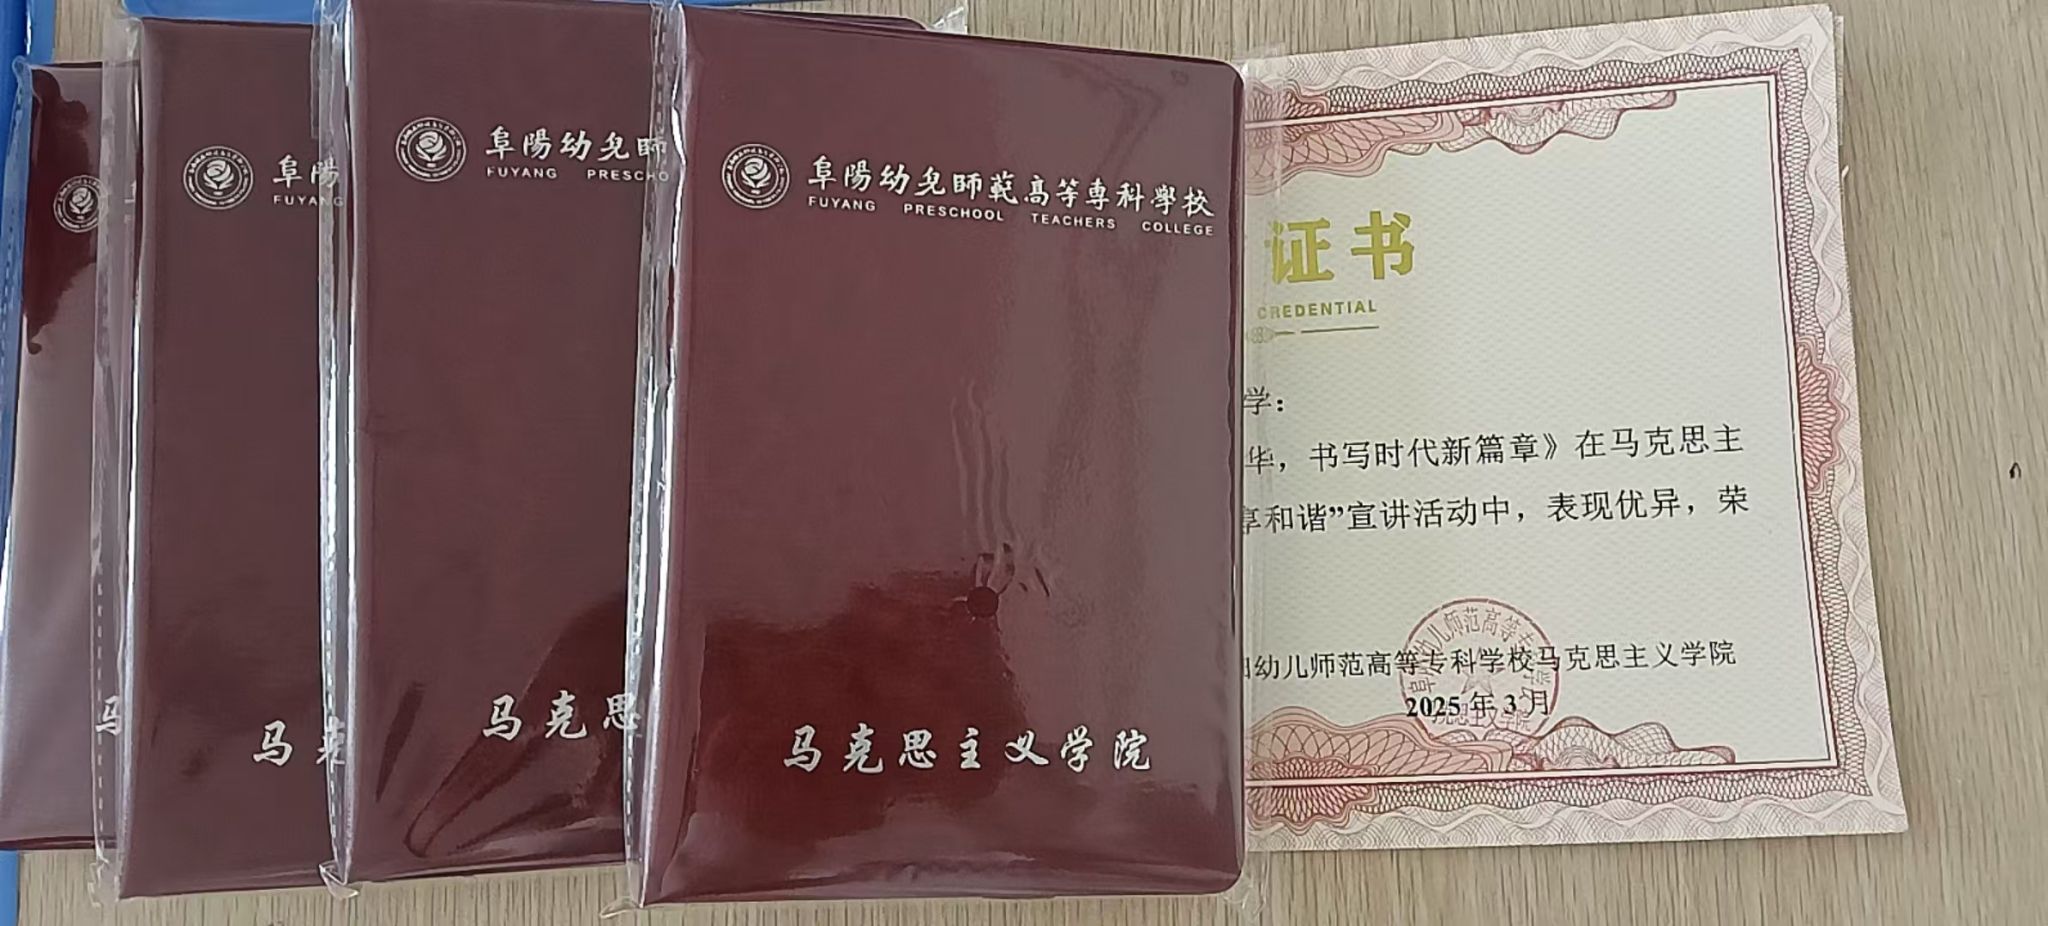 阜陽
FUYANG
马克
阜陽幼兒師
FUYANG PRESCHO
马克思
阜陽幼兒師範高等專科學校
FUYANG PRESCHOOL TEACHERS COLLEGE
马克思主义学院
证书
CREDENTIAL
学：
华，书写时代新篇章》在马克思主
享和谐”宣讲活动中，表现优异，荣
幼儿师范高等专科学校马克思主义学院
2025 年 3 月